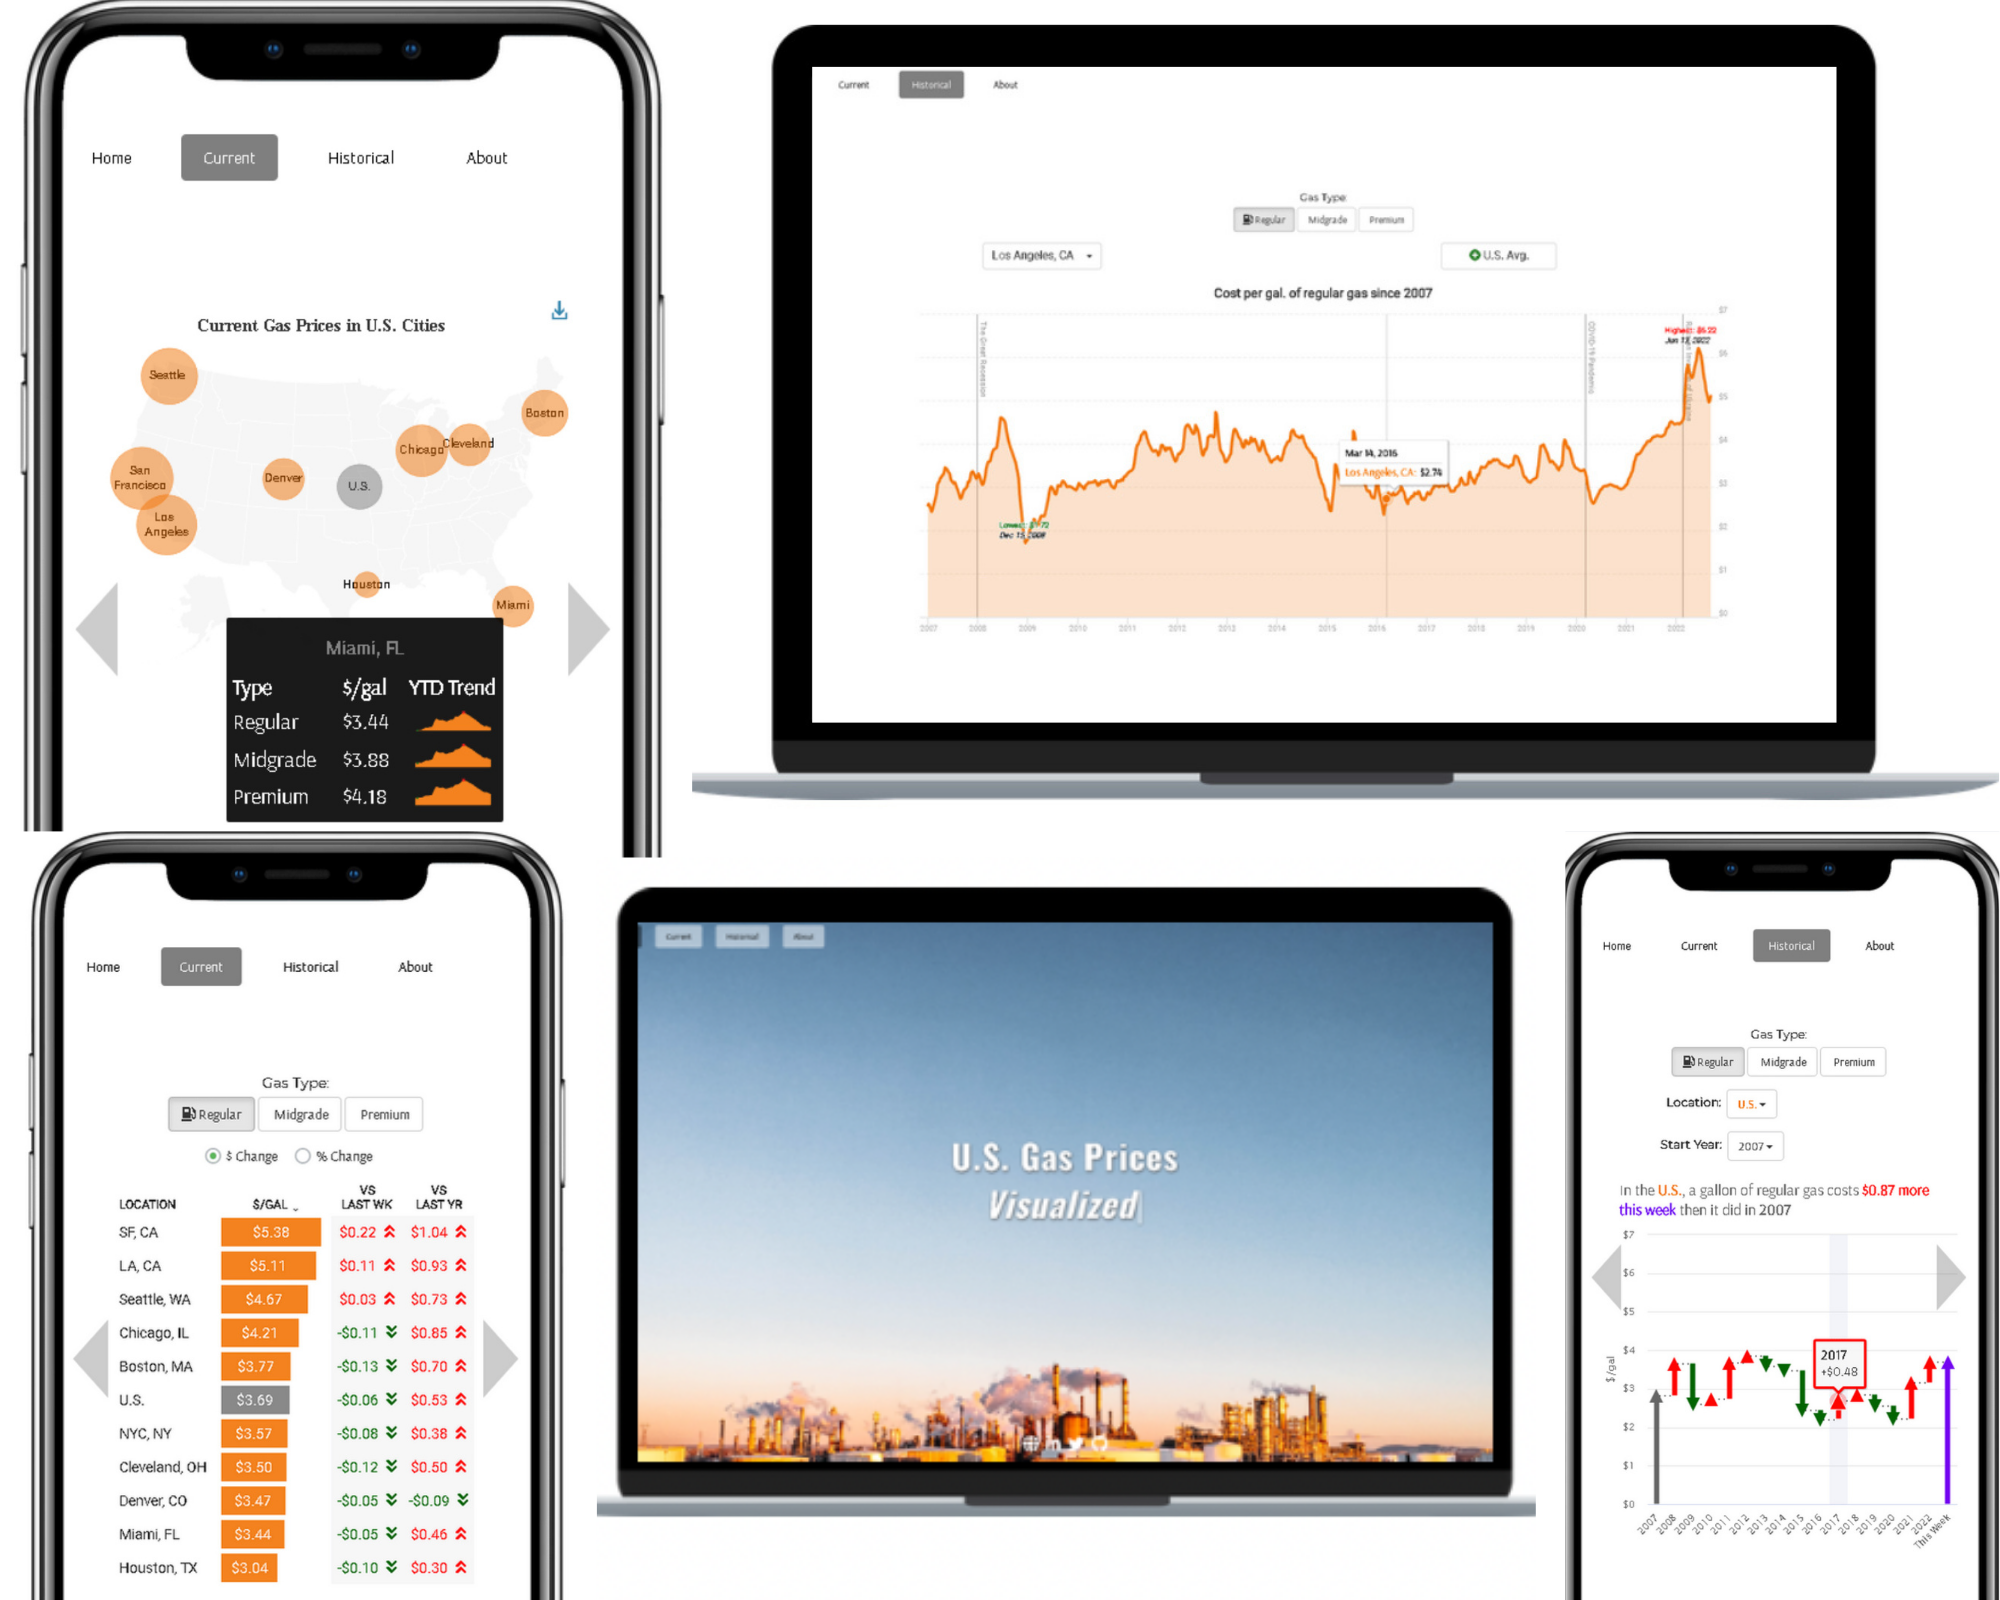 Home Current Historical About
Current Gas Prices in U.S. Cities
Seattle
Boston
Chicago
Cleveland
San
Francisco
Denver
U.S.
Los
Angeles
Houston
Miami
Miami, FL
Type $/gal YTD Trend
Regular $3.44
Midgrade $3.88
Premium $4.18
Current Historical About
Gas Type:
Regular Midgrade Premium
Los Angeles, CA U.S. Avg.
Cost per gal. of regular gas since 2007
The Great Recession
COVID-19 Pandemic
Highest: $6.22
Jun 13, 2022
Mar 14, 2016
Los Angeles, CA: $2.74
Lowest: $1.72
Dec 15, 2008
$7
$6
$5
$4
$3
$2
$1
$0
2007 2008 2009 2010 2011 2012 2013 2014 2015 2016 2017 2018 2019 2020 2021 2022
Home Current Historical About
Gas Type:
Regular Midgrade Premium
$ Change % Change
LOCATION $/GAL VS LAST WK VS LAST YR
SF, CA $5.38 $0.22 $1.04
LA, CA $5.11 $0.11 $0.93
Seattle, WA $4.67 $0.03 $0.73
Chicago, IL $4.21 -$0.11 $0.85
Boston, MA $3.77 -$0.13 $0.70
U.S. $3.69 -$0.06 $0.53
NYC, NY $3.57 -$0.08 $0.38
Cleveland, OH $3.50 -$0.12 $0.50
Denver, CO $3.47 -$0.05 -$0.09
Miami, FL $3.44 -$0.05 $0.46
Houston, TX $3.04 -$0.10 $0.30
Current Historical About
U.S. Gas Prices
Visualized
Home Current Historical About
Gas Type:
Regular Midgrade Premium
Location: U.S.
Start Year: 2007
In the U.S., a gallon of regular gas costs $0.87 more
this week then it did in 2007
$7
$6
$5
$4
$3
$2
$1
$0
$/gal
2017
+$0.48
2007 2008 2009 2010 2011 2012 2013 2014 2015 2016 2017 2018 2019 2020 2021 2022 This Week